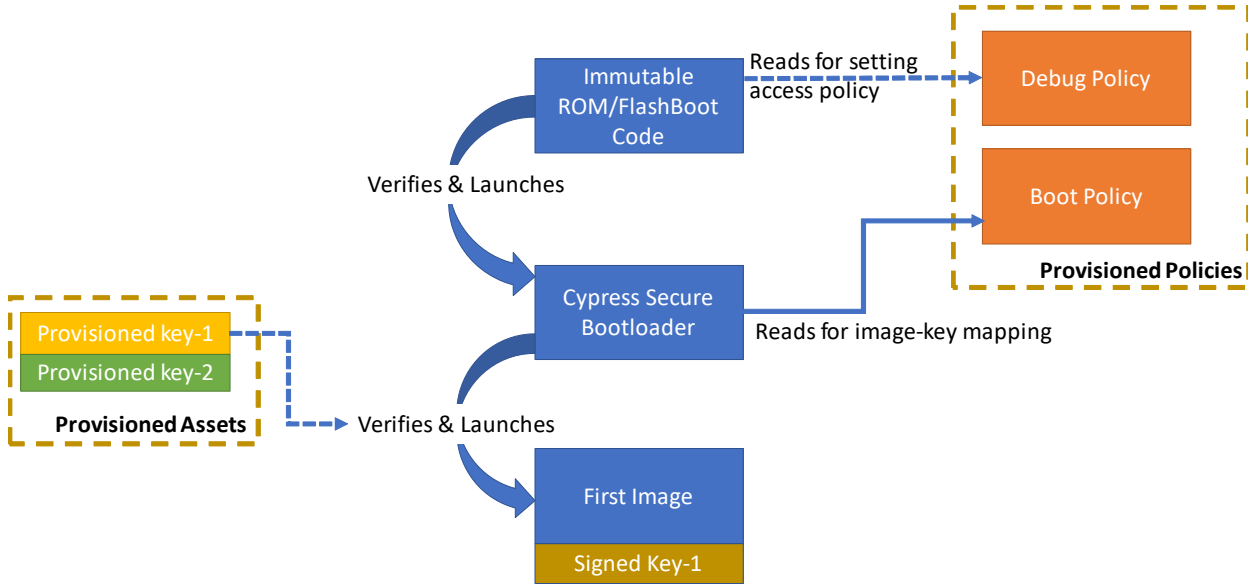 Immutable
ROM/FlashBoot
Code
Reads for setting
access policy
Debug Policy
Boot Policy
Provisioned Policies
Verifies & Launches
Cypress Secure
Bootloader
Reads for image-key mapping
Provisioned key-1
Provisioned key-2
Provisioned Assets
Verifies & Launches
First Image
Signed Key-1